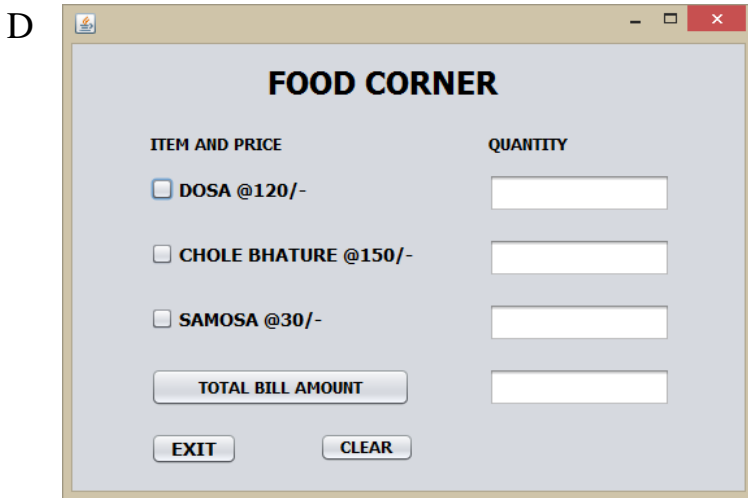 D
FOOD CORNER
ITEM AND PRICE QUANTITY
DOSA @120/-
CHOLE BHATURE @150/-
SAMOSA @30/-
TOTAL BILL AMOUNT
EXIT CLEAR